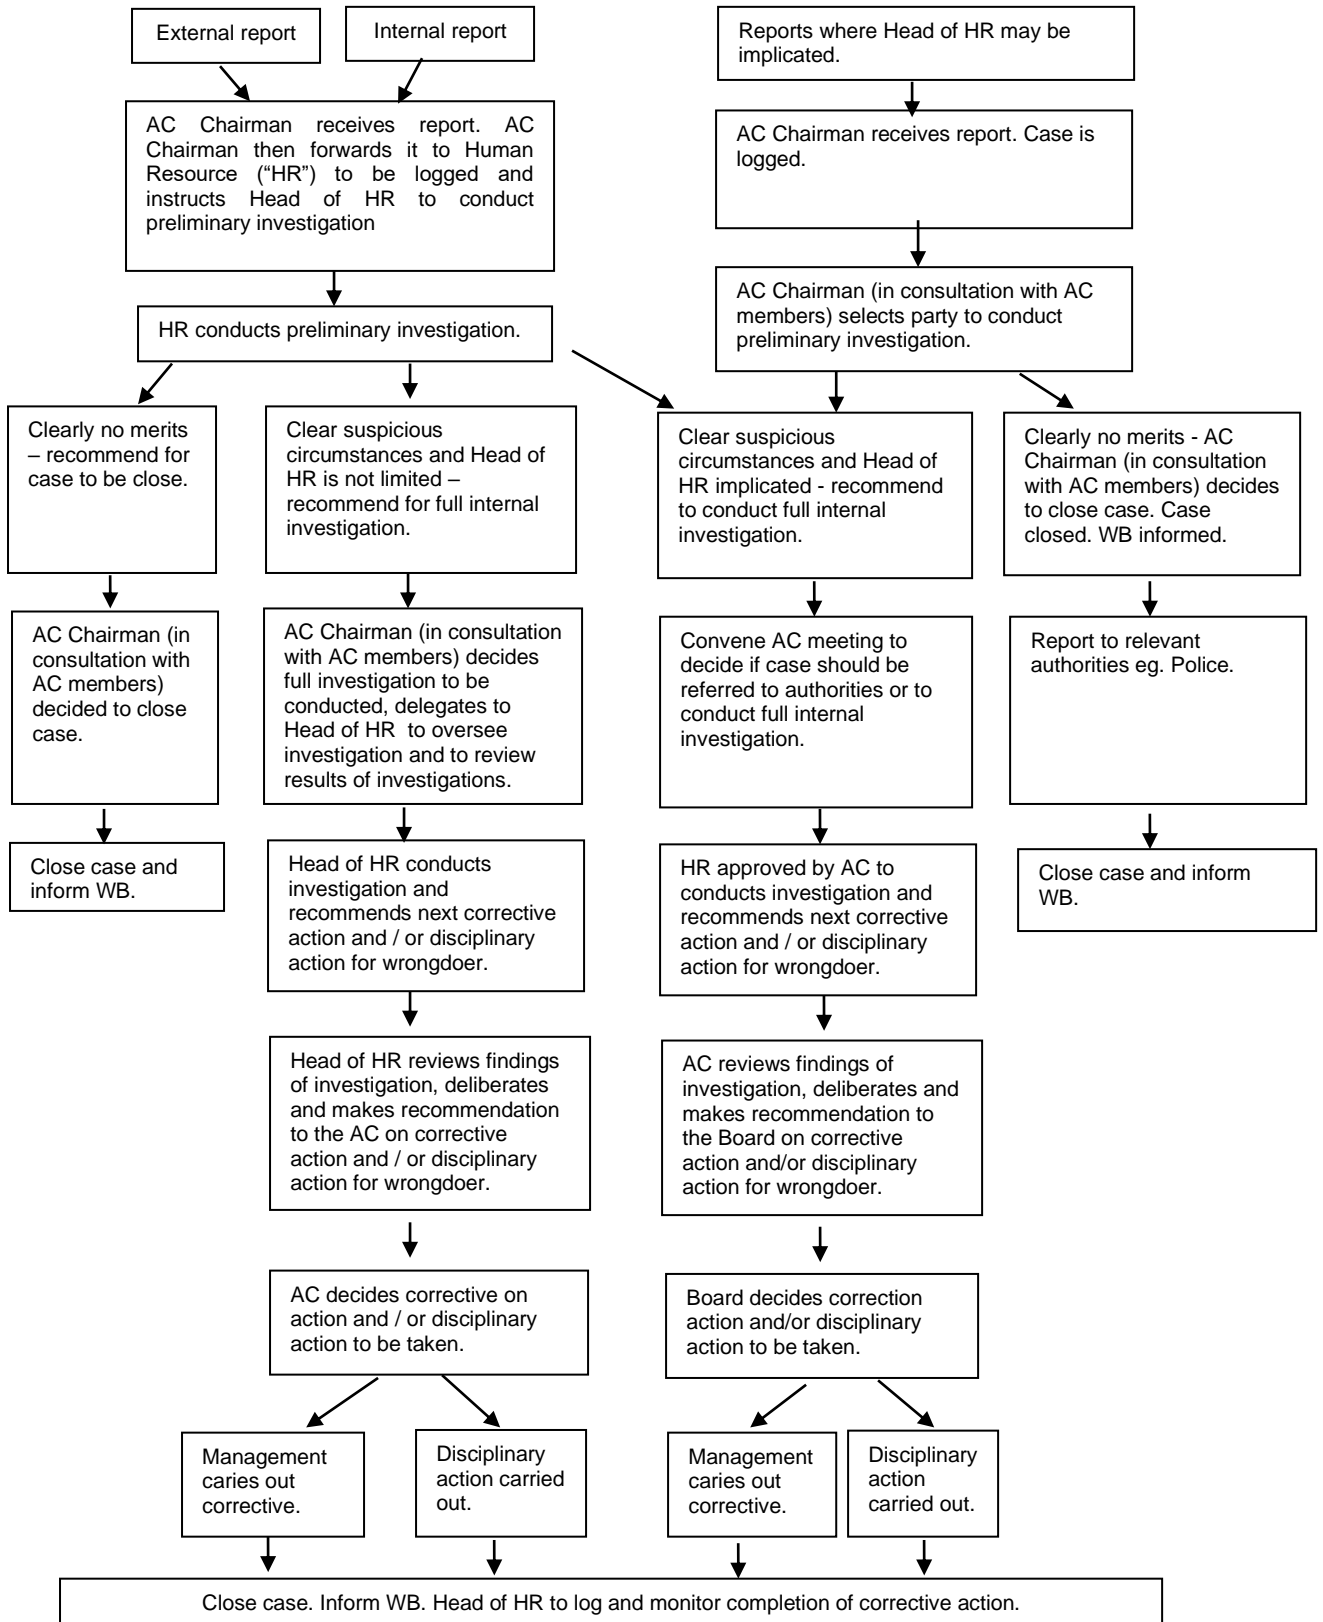 External report
Internal report
Reports where Head of HR may be
implicated.
AC Chairman receives report. AC
Chairman then forwards it to Human
Resource (“HR”) to be logged and
instructs Head of HR to conduct
preliminary investigation
AC Chairman receives report. Case is
logged.
AC Chairman (in consultation with AC
members) selects party to conduct
preliminary investigation.
HR conducts preliminary investigation.
Clearly no merits
– recommend for
case to be close.
Clear suspicious
circumstances and Head of
HR is not limited –
recommend for full internal
investigation.
Clear suspicious
circumstances and Head of
HR implicated - recommend
to conduct full internal
investigation.
Clearly no merits - AC
Chairman (in consultation
with AC members) decides
to close case. Case
closed. WB informed.
AC Chairman (in
consultation with
AC members)
decided to close
case.
AC Chairman (in consultation
with AC members) decides
full investigation to be
conducted, delegates to
Head of HR to oversee
investigation and to review
results of investigations.
Convene AC meeting to
decide if case should be
referred to authorities or to
conduct full internal
investigation.
Report to relevant
authorities eg. Police.
Close case and
inform WB.
Head of HR conducts
investigation and
recommends next corrective
action and / or disciplinary
action for wrongdoer.
HR approved by AC to
conducts investigation and
recommends next corrective
action and / or disciplinary
action for wrongdoer.
Close case and inform
WB.
Head of HR reviews findings
of investigation, deliberates
and makes recommendation
to the AC on corrective
action and / or disciplinary
action for wrongdoer.
AC reviews findings of
investigation, deliberates and
makes recommendation to
the Board on corrective
action and/or disciplinary
action for wrongdoer.
AC decides corrective on
action and / or disciplinary
action to be taken.
Board decides correction
action and/or disciplinary
action to be taken.
Management
caries out
corrective.
Disciplinary
action carried
out.
Management
caries out
corrective.
Disciplinary
action
carried out.
Close case. Inform WB. Head of HR to log and monitor completion of corrective action.